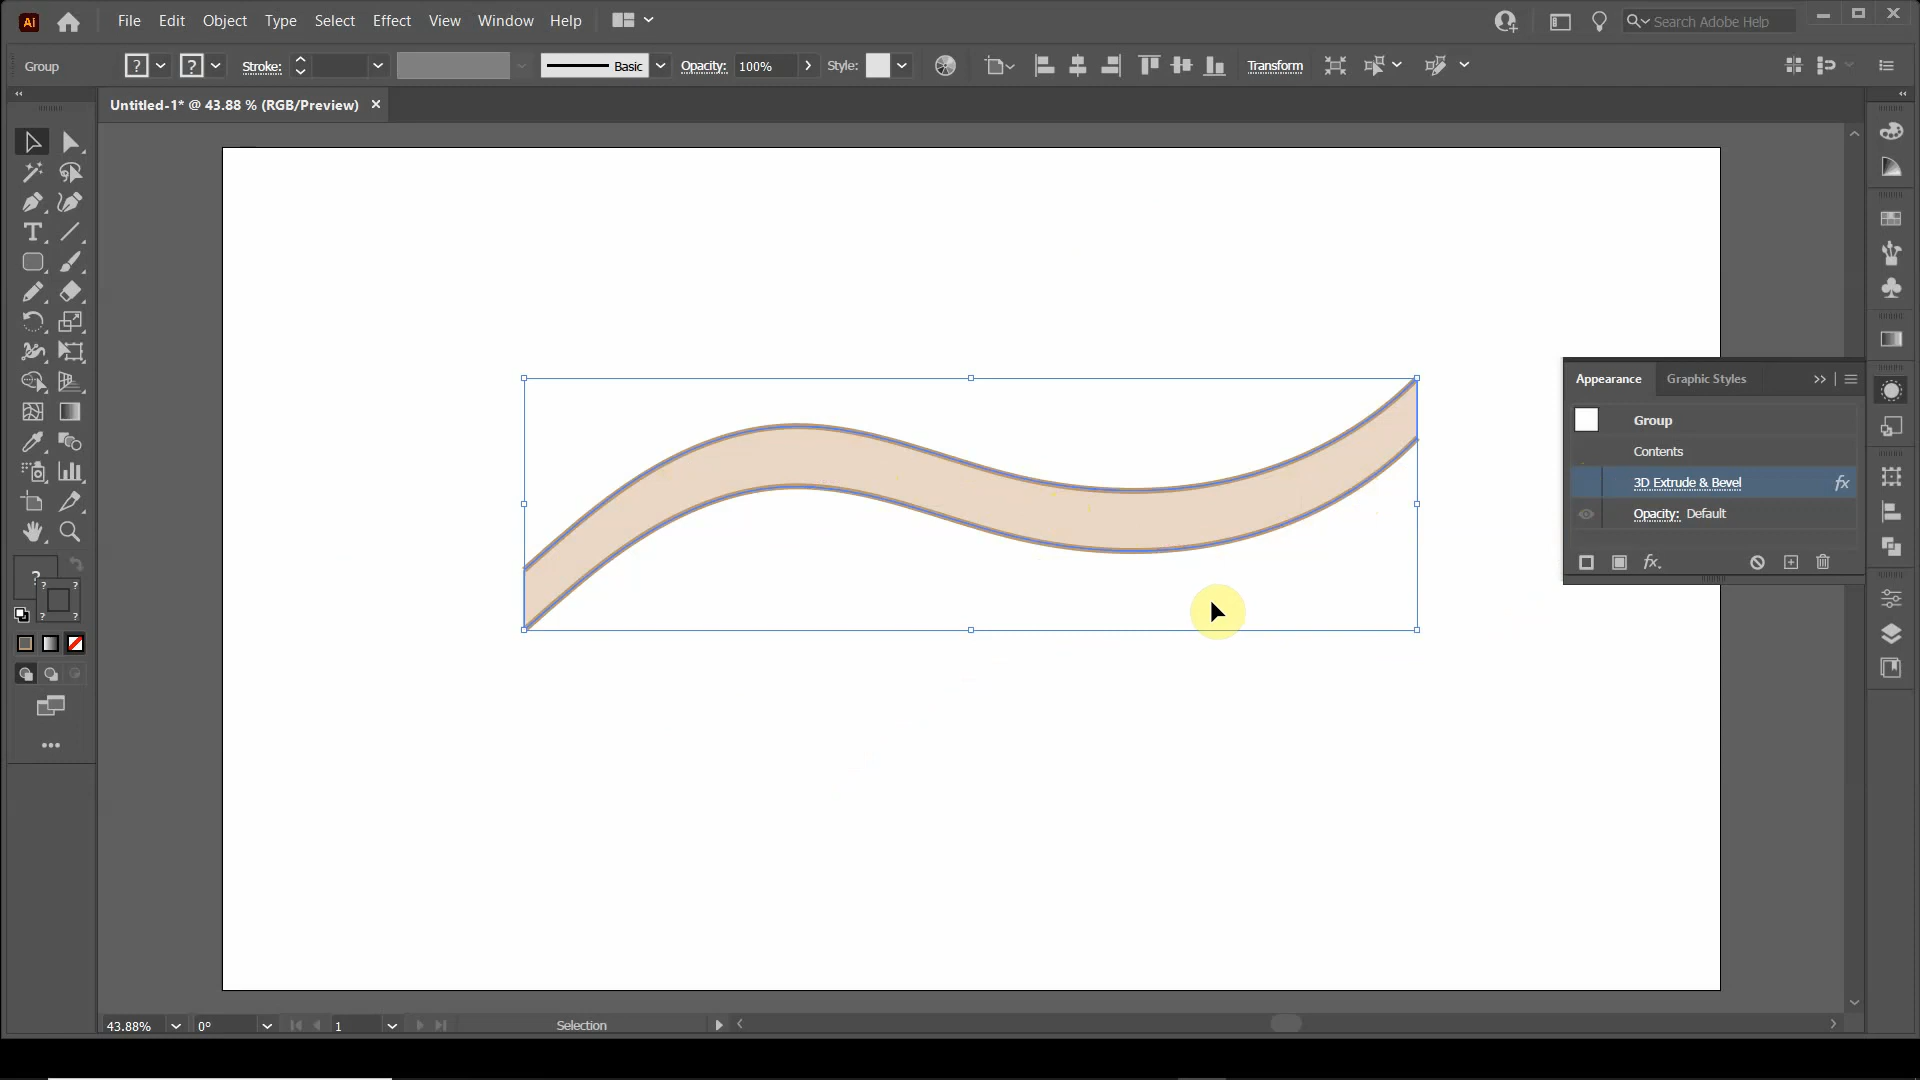 Ai File Edit Object Type Select Effect View Window Help Search Adobe Help
Group ? ? Stroke: Basic Opacity: 100% Style: Transform
Untitled-1* @ 43.88 % (RGB/Preview)
Appearance Graphic Styles
Group
Contents
3D Extrude & Bevel fx
Opacity: Default
fx.
?
? ?
? ?
43.88% 0° 1 Selection